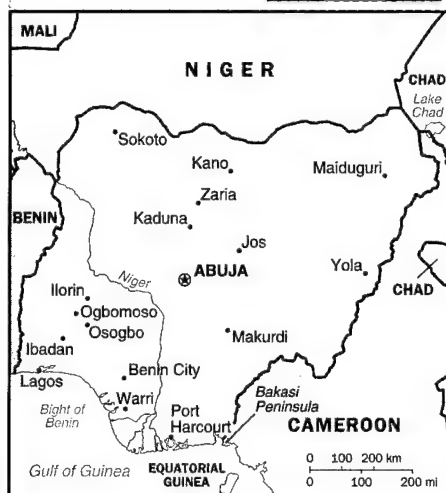 MALI
NIGER
CHAD
Lake
Chad
Sokoto
Kano
Maiduguri
Zaria
BENIN
Kaduna
Jos
Niger
ABUJA
Yola
CHAD
Ilorin
Ogbomoso
Osogbo
Ibadan
Makurdi
Lagos
Benin City
Bight of
Benin
Warri
Port
Harcourt
Bakasi
Peninsula
CAMEROON
Gulf of Guinea
EQUATORIAL
GUINEA
0 100 200 km
0 100 200 mi